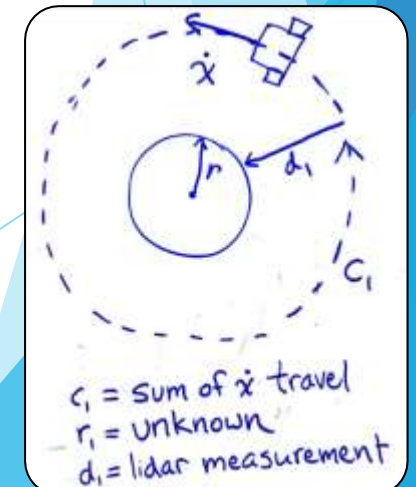 ẋ
r
d₁
C₁
C₁ = sum of ẋ travel
r₁ = unknown
d₁ = lidar measurement